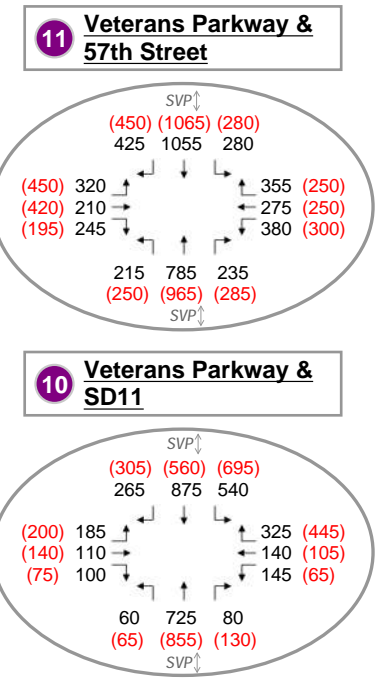 11 Veterans Parkway &
57th Street
SVP
(450) (1065) (280)
425 1055 280
(450) 320
(420) 210
(195) 245
355 (250)
275 (250)
380 (300)
215 785 235
(250) (965) (285)
SVP
10 Veterans Parkway &
SD11
SVP
(305) (560) (695)
265 875 540
(200) 185
(140) 110
(75) 100
325 (445)
140 (105)
145 (65)
60 725 80
(65) (855) (130)
SVP